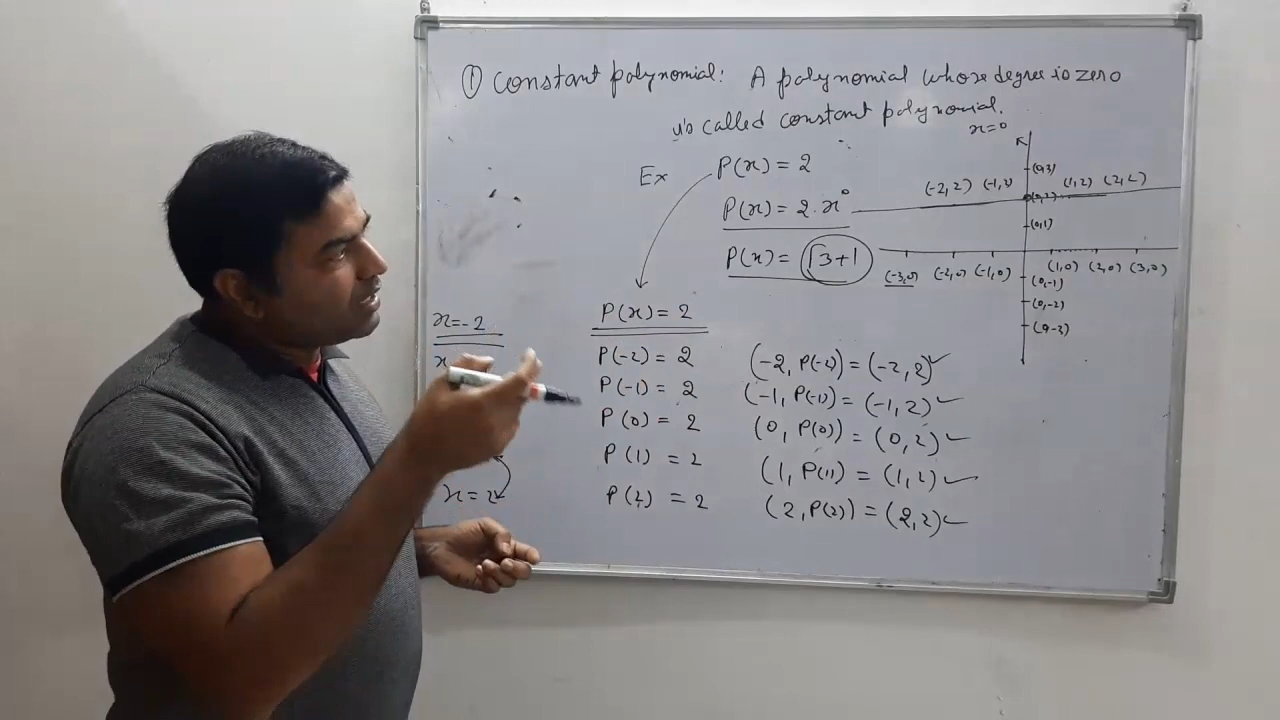 ① Constant polynomial: A polynomial whose degree is zero
is called constant polynomial.
x=0
Ex P(x) = 2
P(x) = 2.x⁰
P(x) = √3+1
(0,3)
(-2,2) (-1,2) (0,2) (1,2) (2,2)
(0,1)
(-3,0) (-2,0) (-1,0) (1,0) (2,0) (3,0)
(0,-1)
(0,-2)
(0,-3)
x=-2
x
x=2
P(x) = 2
P(-2) = 2 (-2, P(-2)) = (-2, 2) ✓
P(-1) = 2 (-1, P(-1)) = (-1, 2) ✓
P(0) = 2 (0, P(0)) = (0, 2) ✓
P(1) = 2 (1, P(1)) = (1, 2) ✓
P(2) = 2 (2, P(2)) = (2, 2) ✓